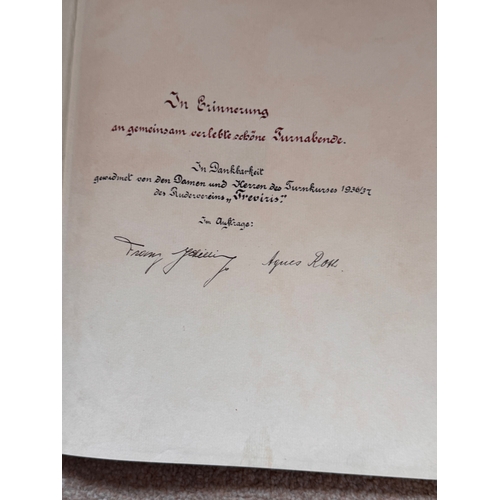 In Erinnerung
an gemeinsam verlebte schöne Turnabende.
In Dankbarkeit
gewidmet von den Damen und Herren des Turnkurses 1936/37
des Rudervereins „Treviris“
Im Auftrage:
Franz Agnes